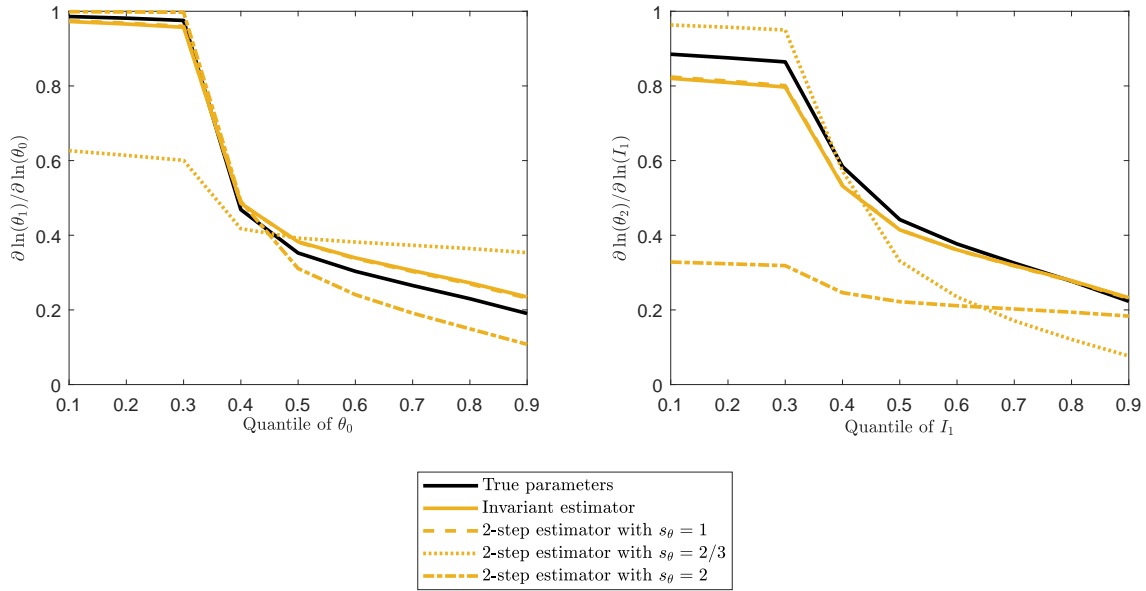 1
0.8
0.6
0.4
0.2
0
∂ ln(θ₁)/∂ ln(θ₀)
0.1 0.2 0.3 0.4 0.5 0.6 0.7 0.8 0.9
Quantile of θ₀
1
0.8
0.6
0.4
0.2
0
∂ ln(θ₂)/∂ ln(I₁)
0.1 0.2 0.3 0.4 0.5 0.6 0.7 0.8 0.9
Quantile of I₁
True parameters
Invariant estimator
2-step estimator with s_θ = 1
2-step estimator with s_θ = 2/3
2-step estimator with s_θ = 2